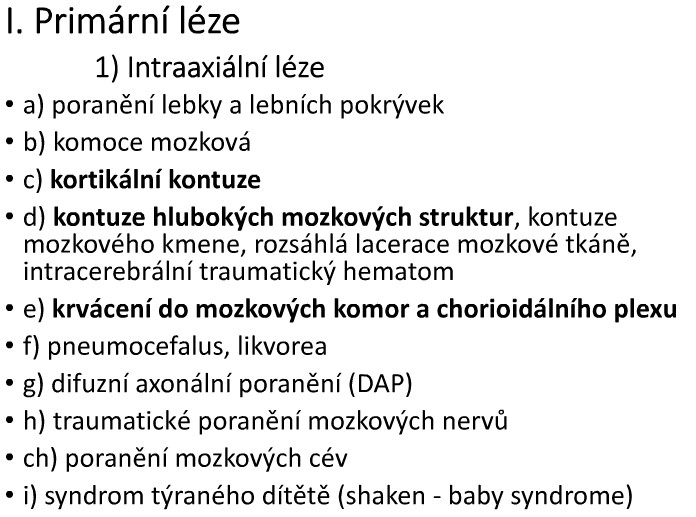 I. Primární léze
1) Intraaxiální léze
• a) poranění lebky a lebních pokrývek
• b) komoce mozková
• c) kortikální kontuze
• d) kontuze hlubokých mozkových struktur, kontuze
mozkového kmene, rozsáhlá lacerace mozkové tkáně,
intracerebrální traumatický hematom
• e) krvácení do mozkových komor a chorioidálního plexu
• f) pneumocefalus, likvorea
• g) difuzní axonální poranění (DAP)
• h) traumatické poranění mozkových nervů
• ch) poranění mozkových cév
• i) syndrom týraného dítětě (shaken - baby syndrome)